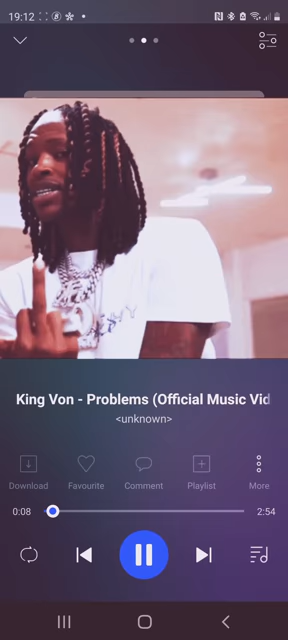 19:12
King Von - Problems (Official Music Vid
<unknown>
Download Favourite Comment Playlist More
0:08 2:54